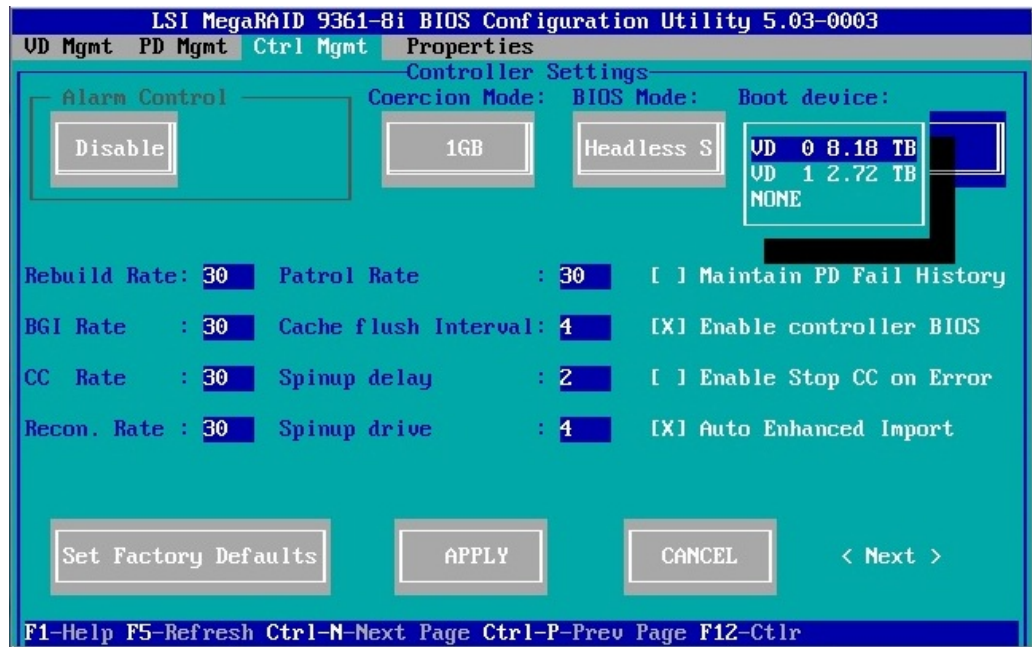 LSI MegaRAID 9361-8i BIOS Configuration Utility 5.03-0003
VD Mgmt PD Mgmt Ctrl Mgmt Properties
Controller Settings
Alarm Control Coercion Mode: BIOS Mode: Boot device:
Disable 1GB Headless S
VD 0 8.18 TB
VD 1 2.72 TB
NONE
Rebuild Rate: 30 Patrol Rate : 30 [ ] Maintain PD Fail History
BGI Rate : 30 Cache flush Interval: 4 [X] Enable controller BIOS
CC Rate : 30 Spinup delay : 2 [ ] Enable Stop CC on Error
Recon. Rate : 30 Spinup drive : 4 [X] Auto Enhanced Import
Set Factory Defaults APPLY CANCEL < Next >
F1-Help F5-Refresh Ctrl-N-Next Page Ctrl-P-Prev Page F12-Ctlr